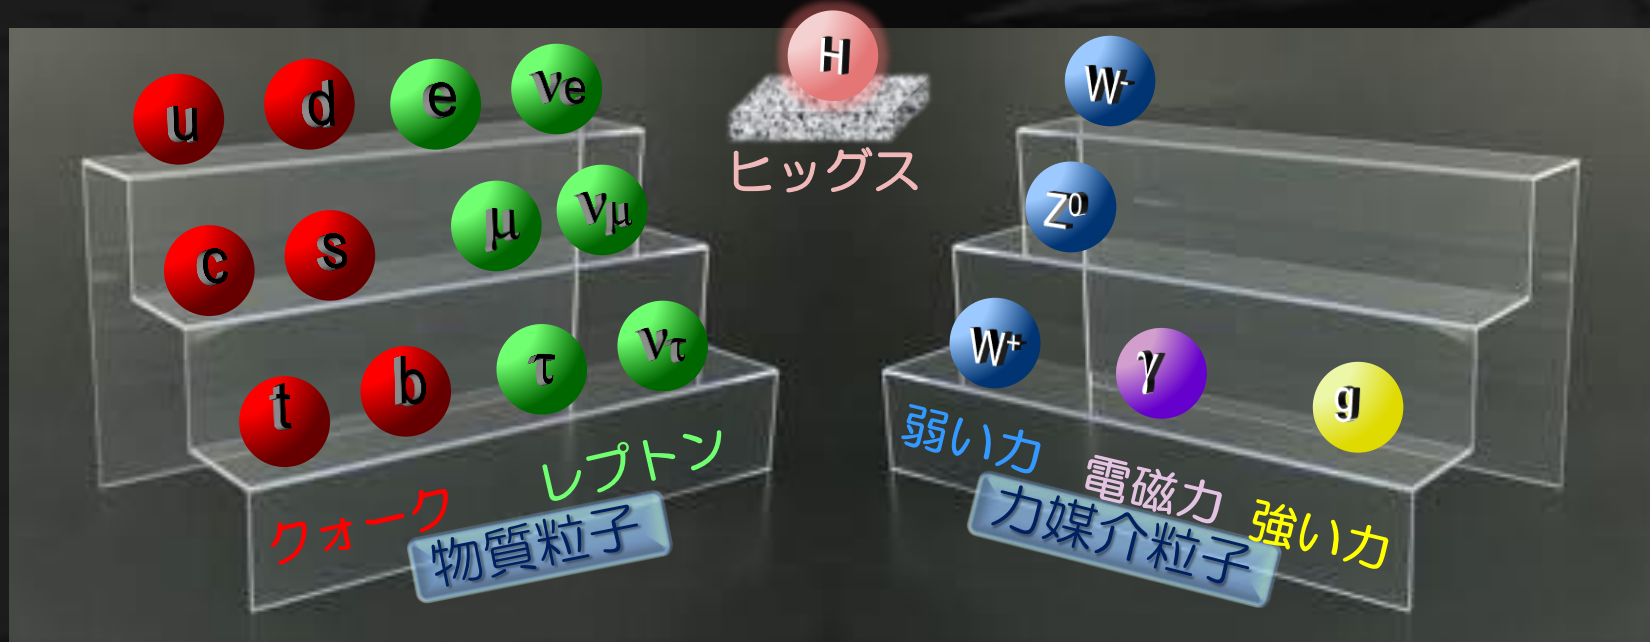 u d e νe
c s μ νμ
t b τ ντ
クォーク
レプトン
物質粒子
H
ヒッグス
W-
Z0
W+ γ g
弱い力
電磁力
強い力
力媒介粒子